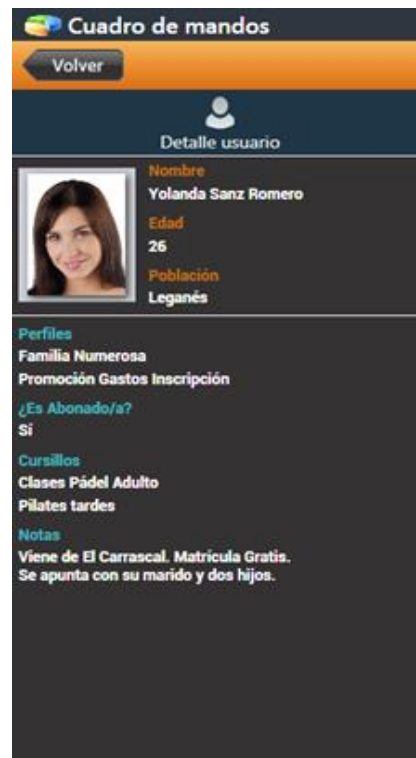 Cuadro de mandos
Volver
Detalle usuario
Nombre
Yolanda Sanz Romero
Edad
26
Población
Leganés
Perfiles
Familia Numerosa
Promoción Gastos Inscripción
¿Es Abonado/a?
Sí
Cursillos
Clases Pádel Adulto
Pilates tardes
Notas
Viene de El Carrascal. Matrícula Gratis.
Se apunta con su marido y dos hijos.